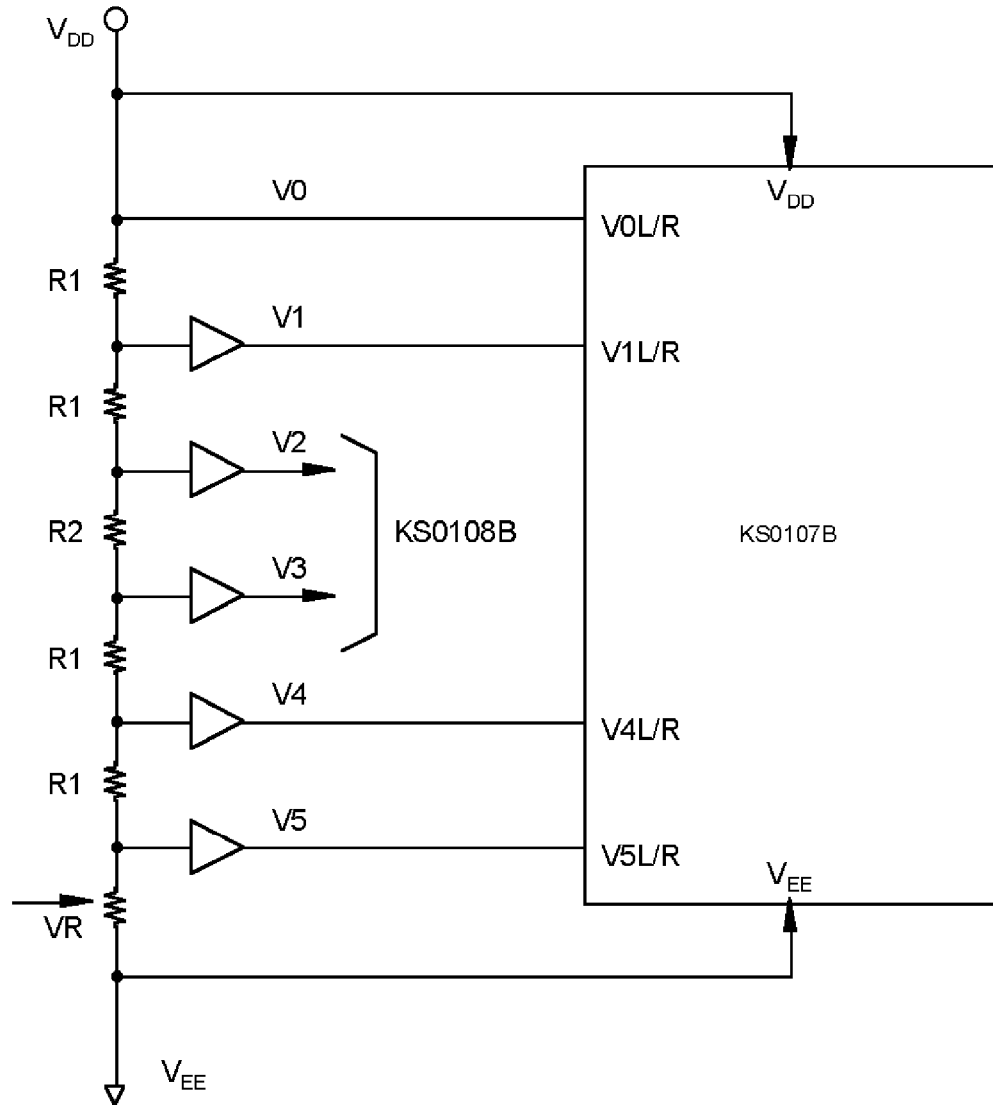 VDD
VDD
V0
V0L/R
R1
V1
V1L/R
R1
V2
R2
KS0108B
KS0107B
V3
R1
V4
V4L/R
R1
V5
V5L/R
VEE
VR
VEE